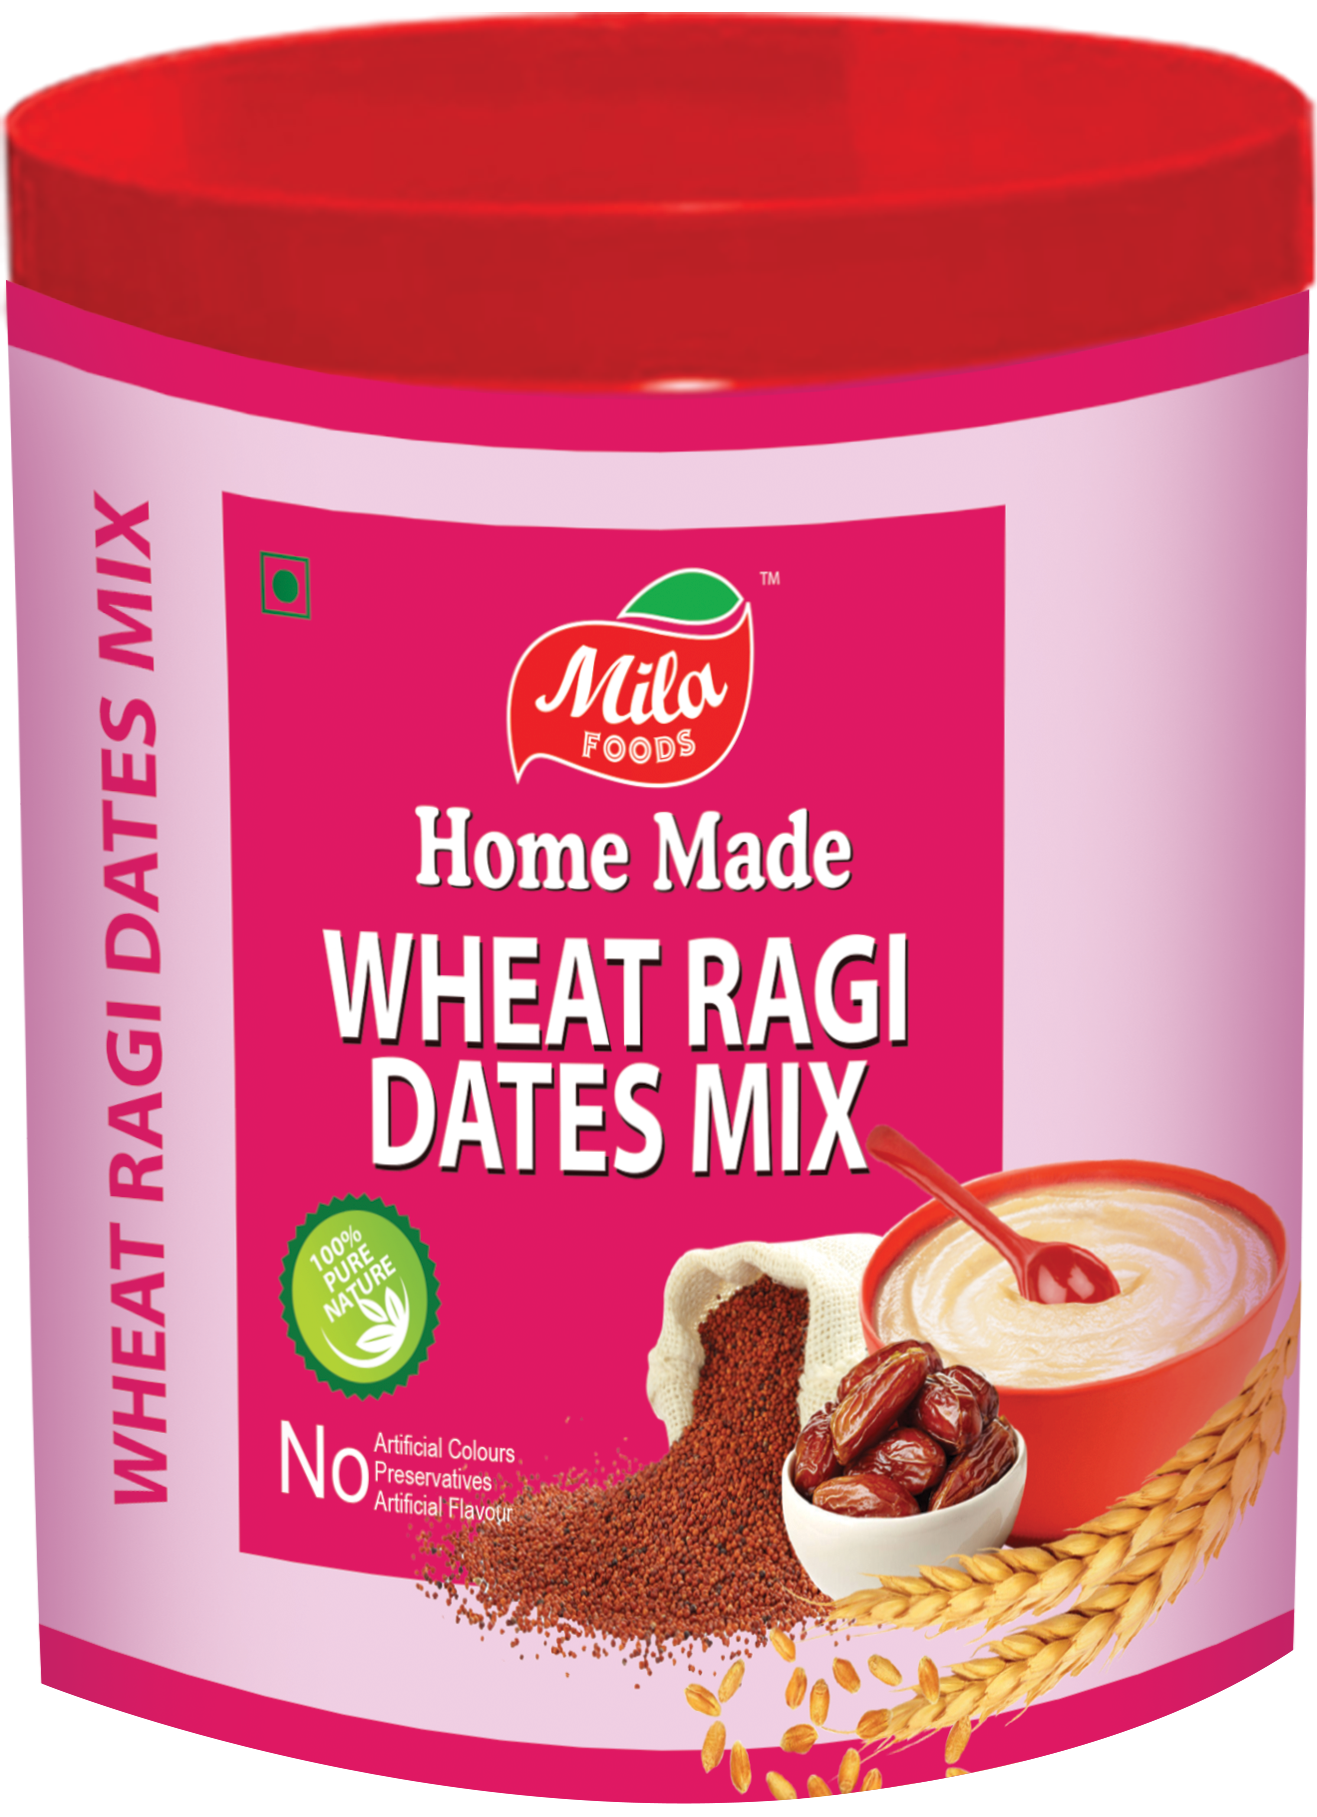 WHEAT RAGI DATES MIX
Mila
TM
FOODS
Home Made
WHEAT RAGI
DATES MIX
100%
PURE
NATURE
No
Artificial Colours
Preservatives
Artificial Flavour